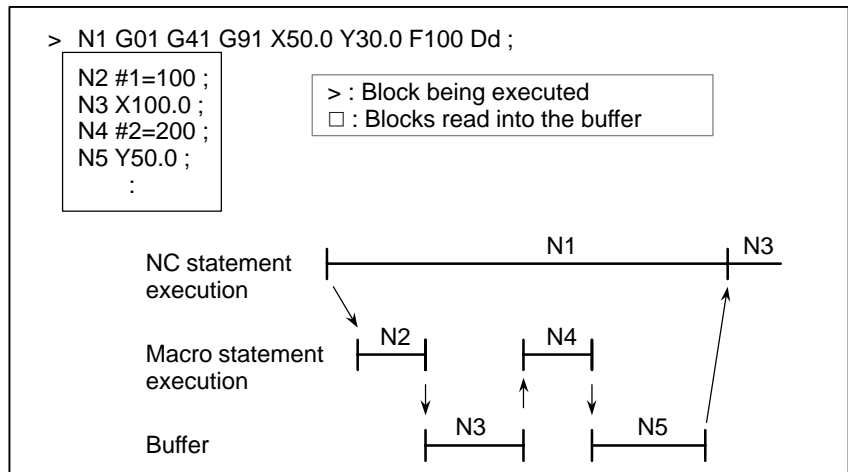 > N1 G01 G41 G91 X50.0 Y30.0 F100 Dd ;
N2 #1=100 ;
N3 X100.0 ;
N4 #2=200 ;
N5 Y50.0 ;
:
> : Block being executed
□ : Blocks read into the buffer
N1
N3
NC statement
execution
N2
N4
Macro statement
execution
N3
N5
Buffer